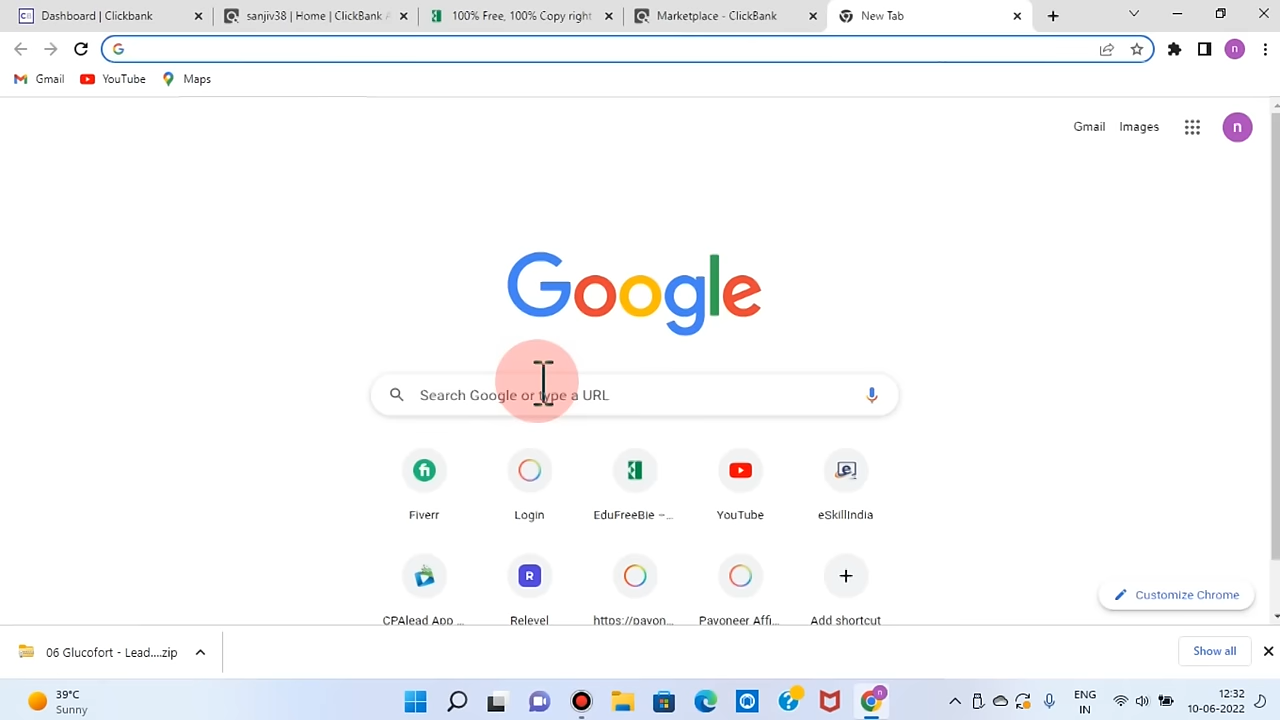 Dashboard | Clickbank
sanjiv38 | Home | ClickBank A
100% Free, 100% Copy right
Marketplace - ClickBank
New Tab
n
Gmail
YouTube
Maps
Gmail
Images
n
Google
Search Google or type a URL
Fiverr
Login
EduFreeBie –...
YouTube
eSkillIndia
CPAlead App ...
Relevel
https://payon...
Payoneer Affi...
Add shortcut
Customize Chrome
06 Glucofort - Lead....zip
Show all
39°C
Sunny
ENG
IN
12:32
10-06-2022